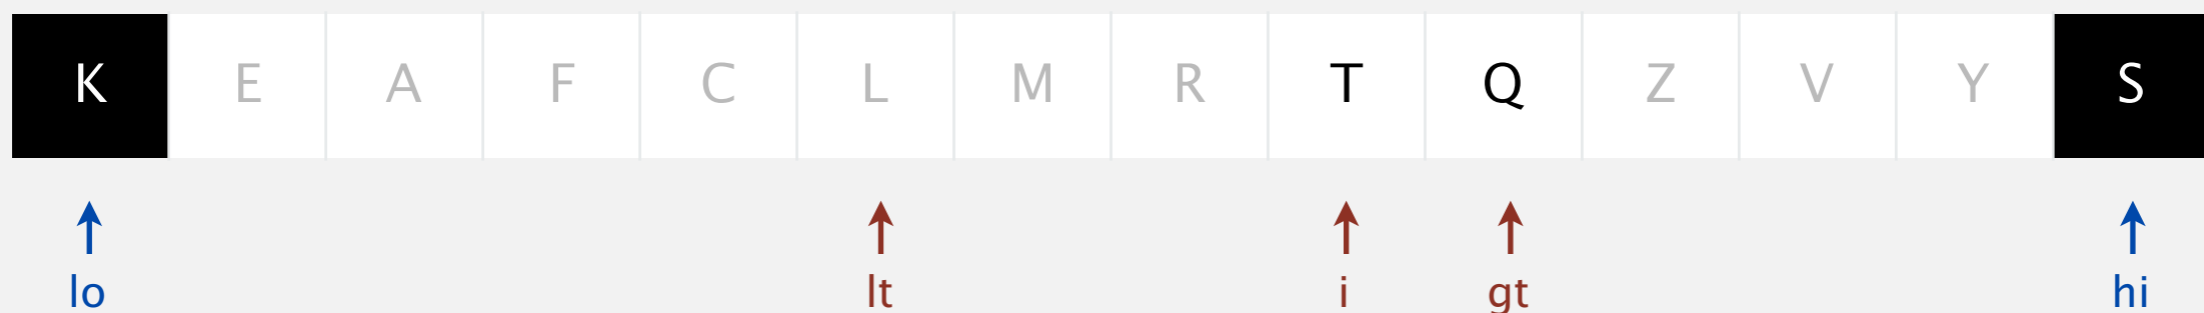 K E A F C L M R T Q Z V Y S
lo lt i gt hi